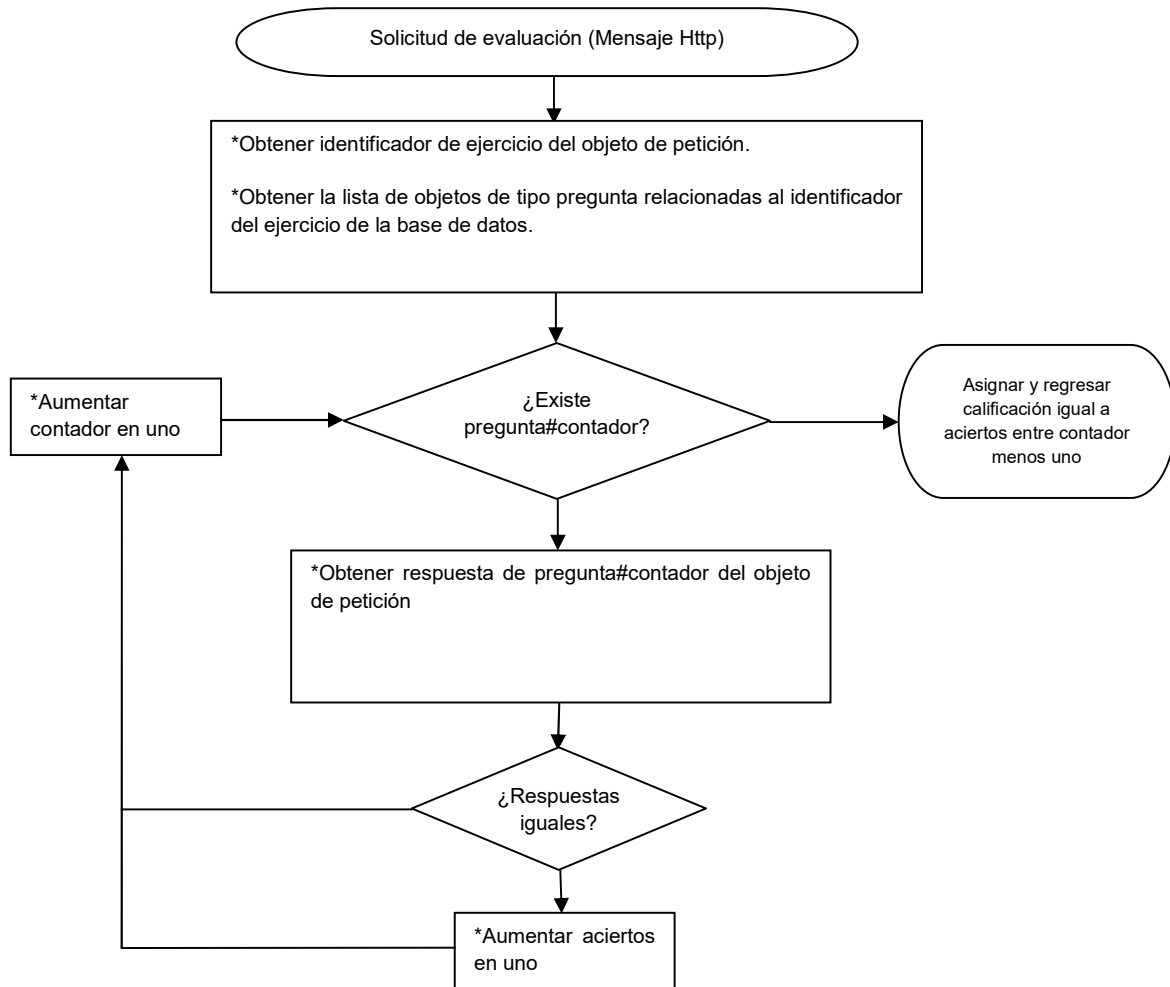 Solicitud de evaluación (Mensaje Http)
*Obtener identificador de ejercicio del objeto de petición.
*Obtener la lista de objetos de tipo pregunta relacionadas al identificador
del ejercicio de la base de datos.
¿Existe
pregunta#contador?
*Aumentar
contador en uno
Asignar y regresar
calificación igual a
aciertos entre contador
menos uno
*Obtener respuesta de pregunta#contador del objeto
de petición
¿Respuestas
iguales?
*Aumentar aciertos
en uno